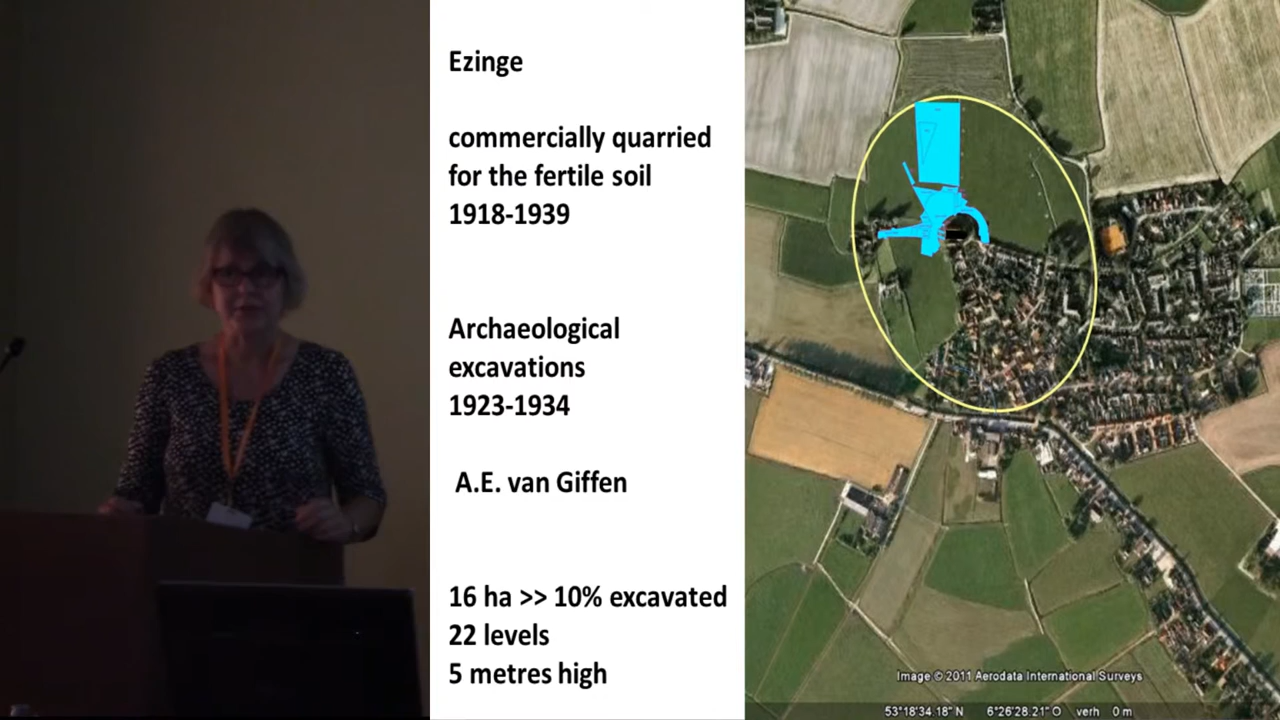 Ezinge
commercially quarried
for the fertile soil
1918-1939
Archaeological
excavations
1923-1934
A.E. van Giffen
16 ha >> 10% excavated
22 levels
5 metres high
Image © 2011 Aerodata International Surveys
53°18'34.18" N 6°26'28.21" O verh 0 m